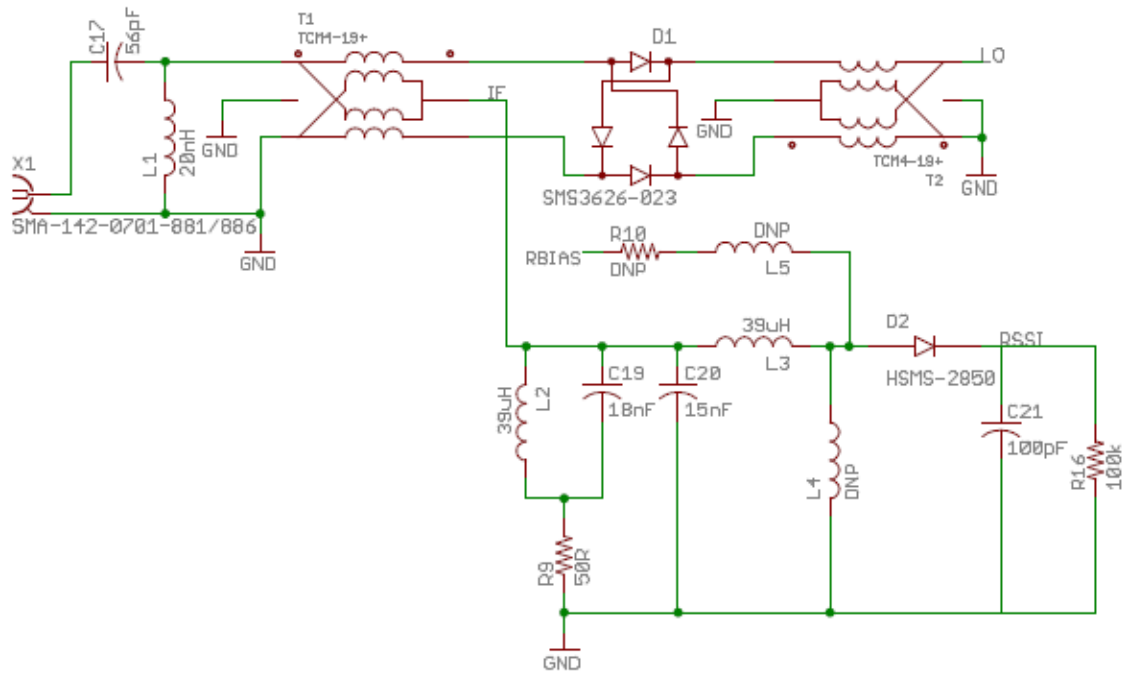 C17
56pF
T1
TCM4-19+
D1
LO
IF
GND
GND
L1
20nH
X1
SMA-142-0701-881/886
GND
SMS3626-023
TCM4-19+
T2
GND
RBIAS
R10
DNP
DNP
L5
39uH
L3
D2
HSMS-2850
RSSI
39uH
L2
C19
18nF
C20
15nF
L4
DNP
C21
100pF
R16
100k
R9
50R
GND